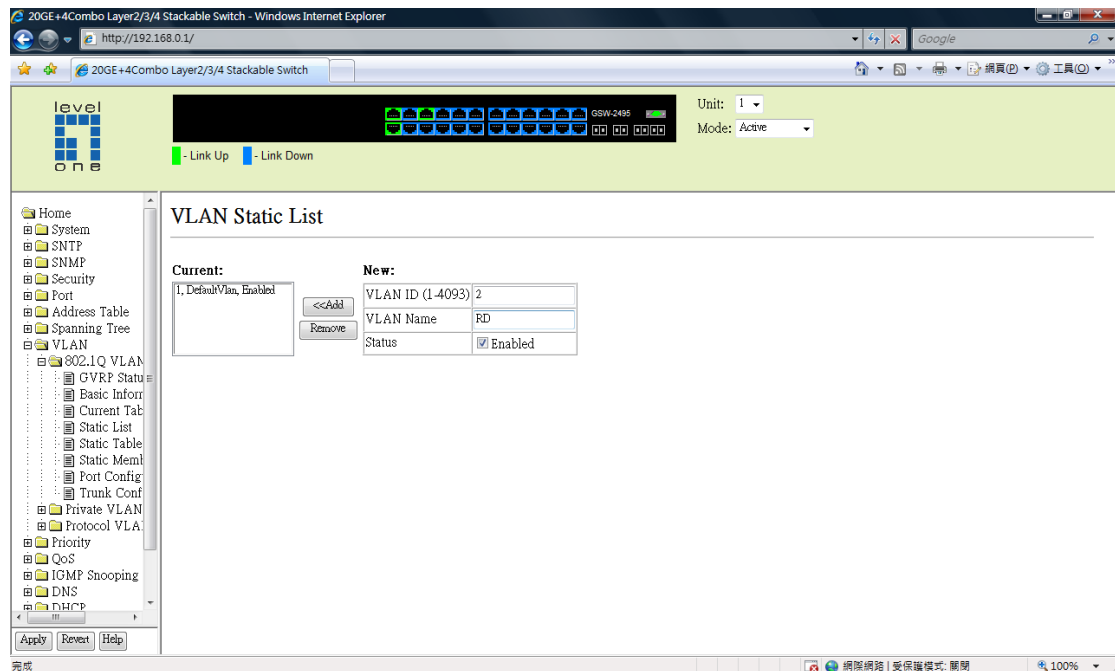 20GE+4Combo Layer2/3/4 Stackable Switch - Windows Internet Explorer
http://192.168.0.1/
Google
20GE+4Combo Layer2/3/4 Stackable Switch
網頁(P)
工具(O)
level
one
GSW-2495
Unit: 1
Mode: Active
- Link Up - Link Down
Home
System
SNTP
SNMP
Security
Port
Address Table
Spanning Tree
VLAN
802.1Q VLAN
GVRP Statu
Basic Inforr
Current Tab
Static List
Static Table
Static Meml
Port Config
Trunk Conf
Private VLAN
Protocol VLA
Priority
QoS
IGMP Snooping
DNS
DHCP
Apply Revert Help
VLAN Static List
Current:
1, DefaultVlan, Enabled
<<Add
Remove
New:
VLAN ID (1-4093) 2
VLAN Name RD
Status Enabled
完成
網際網路 | 受保護模式: 關閉
100%